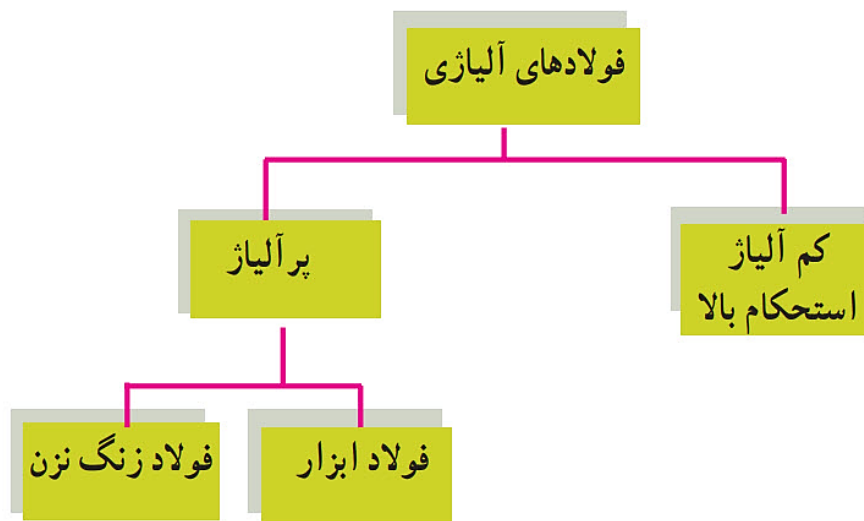 فولادهای آلیاژی
کم آلیاژ
استحکام بالا
پرآلیاژ
فولاد ابزار
فولاد زنگ نزن